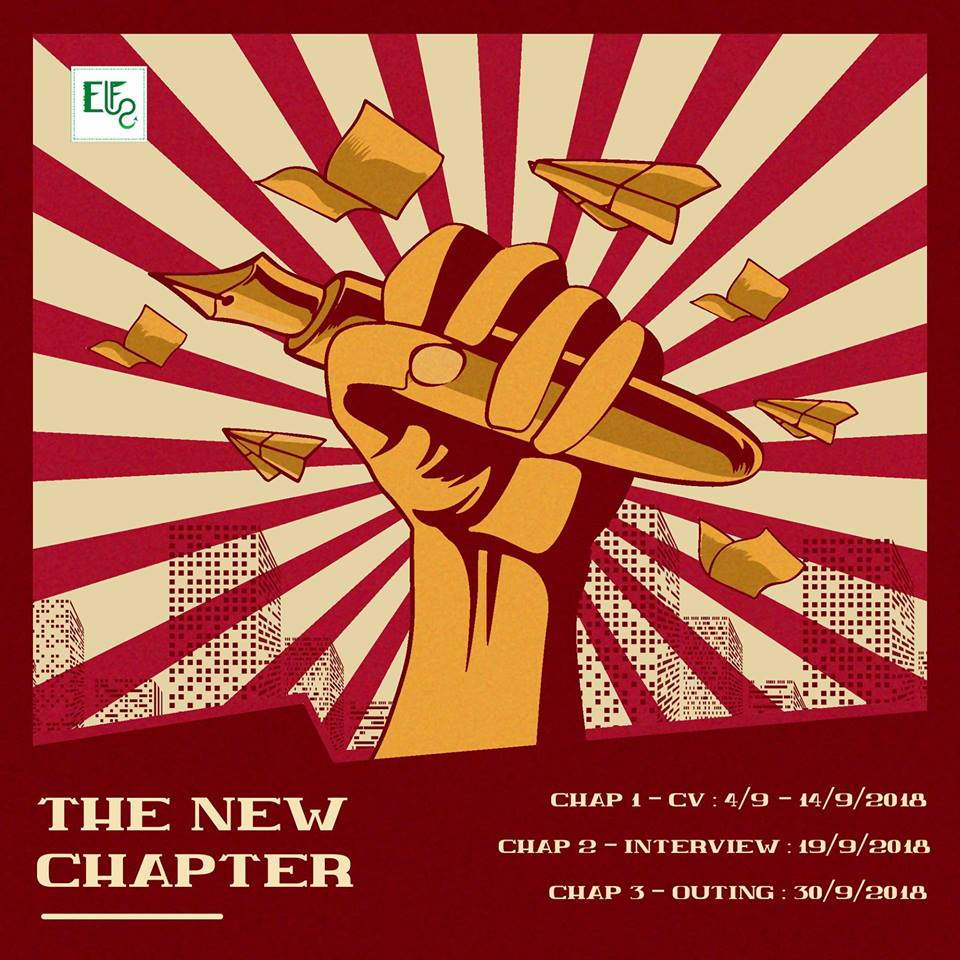 ELFS
THE NEW
CHAPTER
CHAP 1 - CV : 4/9 - 14/9/2018
CHAP 2 - INTERVIEW : 19/9/2018
CHAP 3 - OUTING : 30/9/2018